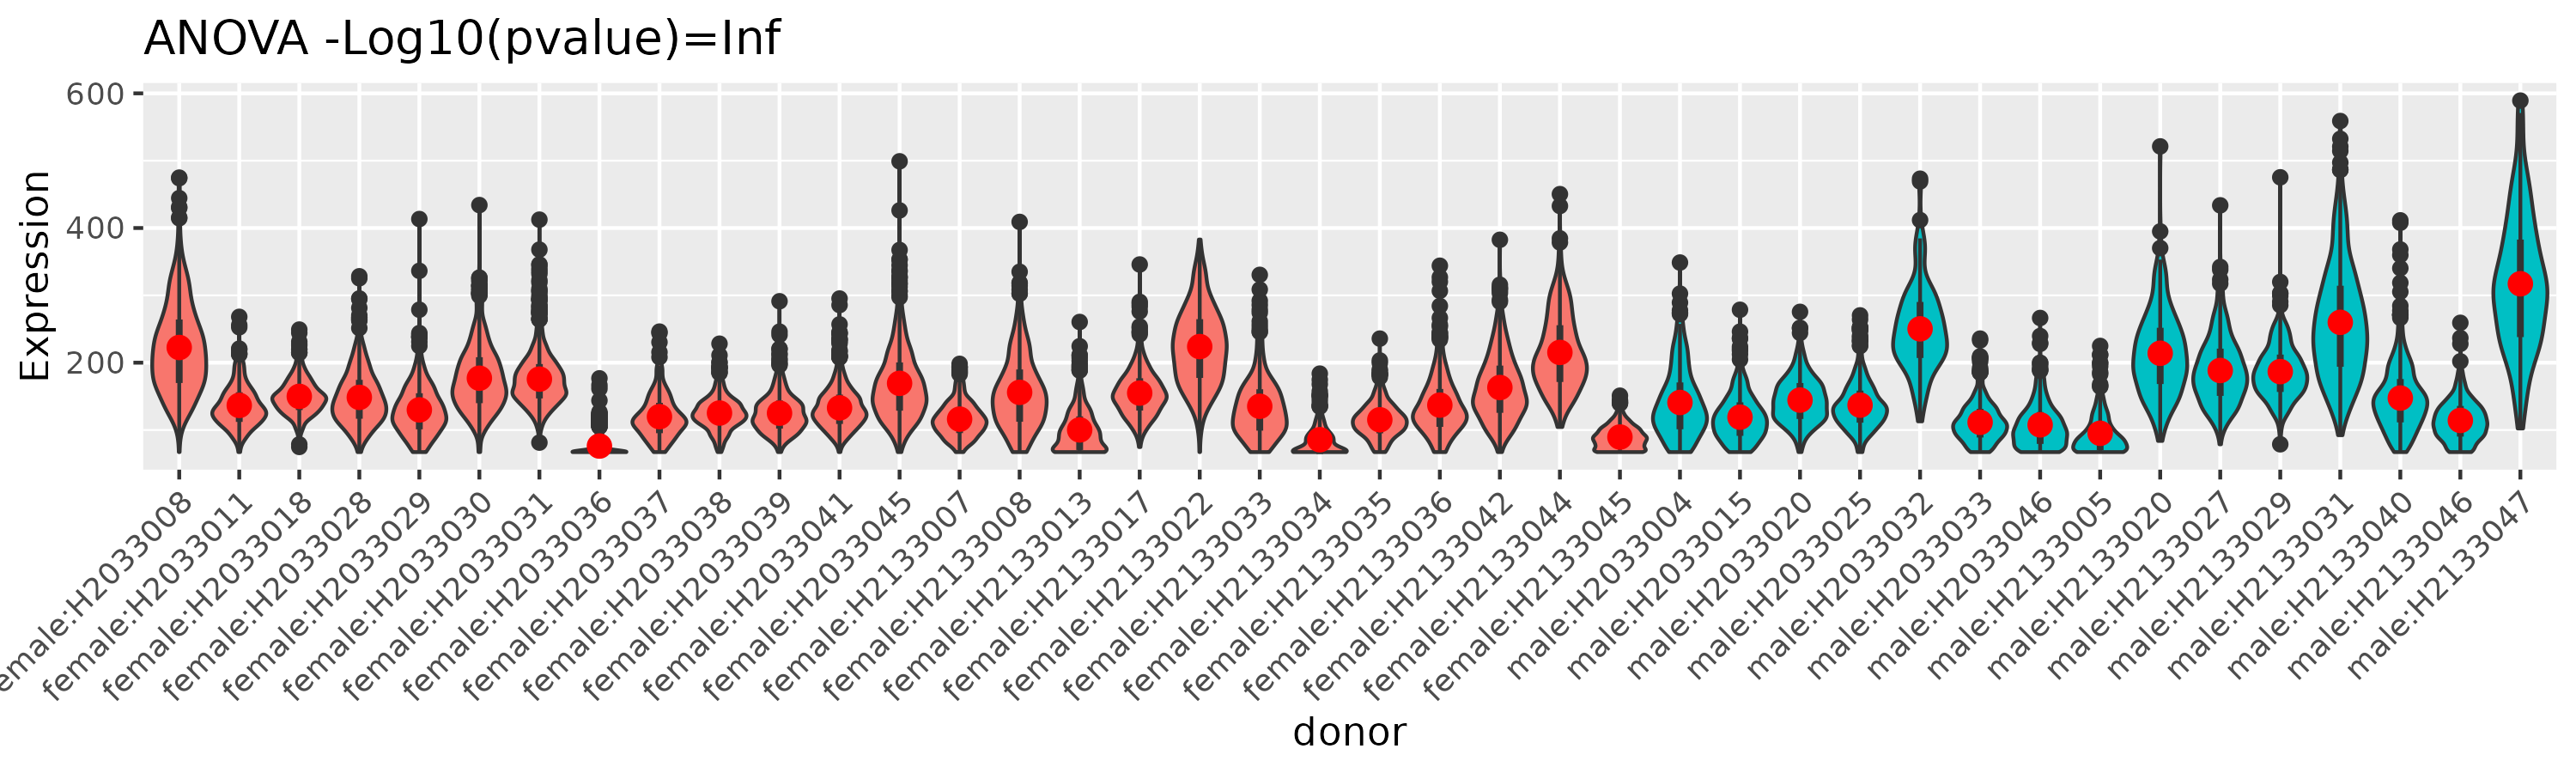 ANOVA -Log10(pvalue)=Inf
Expression
600
400
200
emale:H2033008
female:H2033011
female:H2033018
female:H2033028
female:H2033029
female:H2033030
female:H2033031
female:H2033036
female:H2033037
female:H2033038
female:H2033039
female:H2033041
female:H2033045
female:H2133007
female:H2133008
female:H2133013
female:H2133017
female:H2133022
female:H2133033
female:H2133034
female:H2133035
female:H2133036
female:H2133042
female:H2133044
female:H2133045
male:H2033004
male:H2033015
male:H2033020
male:H2033025
male:H2033032
male:H2033033
male:H2033046
male:H2133005
male:H2133020
male:H2133027
male:H2133029
male:H2133031
male:H2133040
male:H2133046
male:H2133047
donor